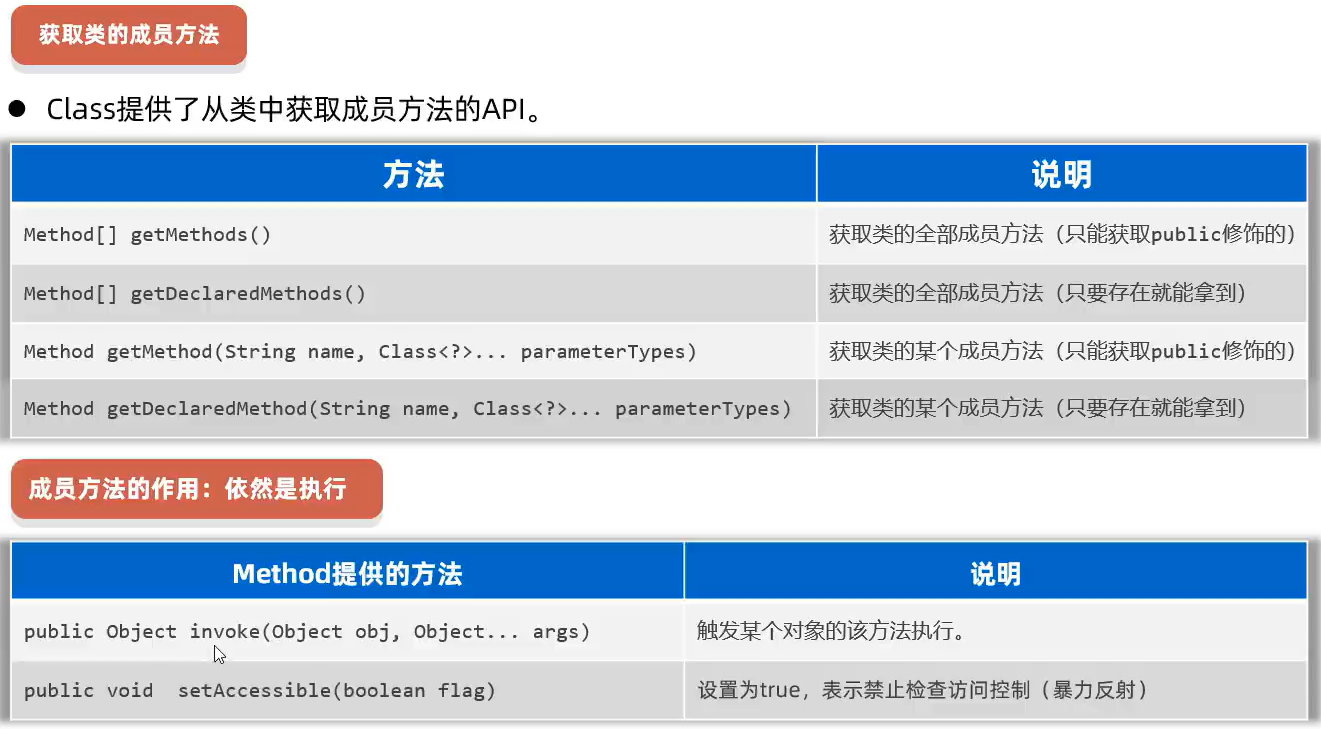 获取类的成员方法
● Class提供了从类中获取成员方法的API。
方法 说明
Method[] getMethods() 获取类的全部成员方法（只能获取public修饰的）
Method[] getDeclaredMethods() 获取类的全部成员方法（只要存在就能拿到）
Method getMethod(String name, Class<?>... parameterTypes) 获取类的某个成员方法（只能获取public修饰的）
Method getDeclaredMethod(String name, Class<?>... parameterTypes) 获取类的某个成员方法（只要存在就能拿到）
成员方法的作用：依然是执行
Method提供的方法 说明
public Object invoke(Object obj, Object... args) 触发某个对象的该方法执行。
public void  setAccessible(boolean flag) 设置为true，表示禁止检查访问控制（暴力反射）